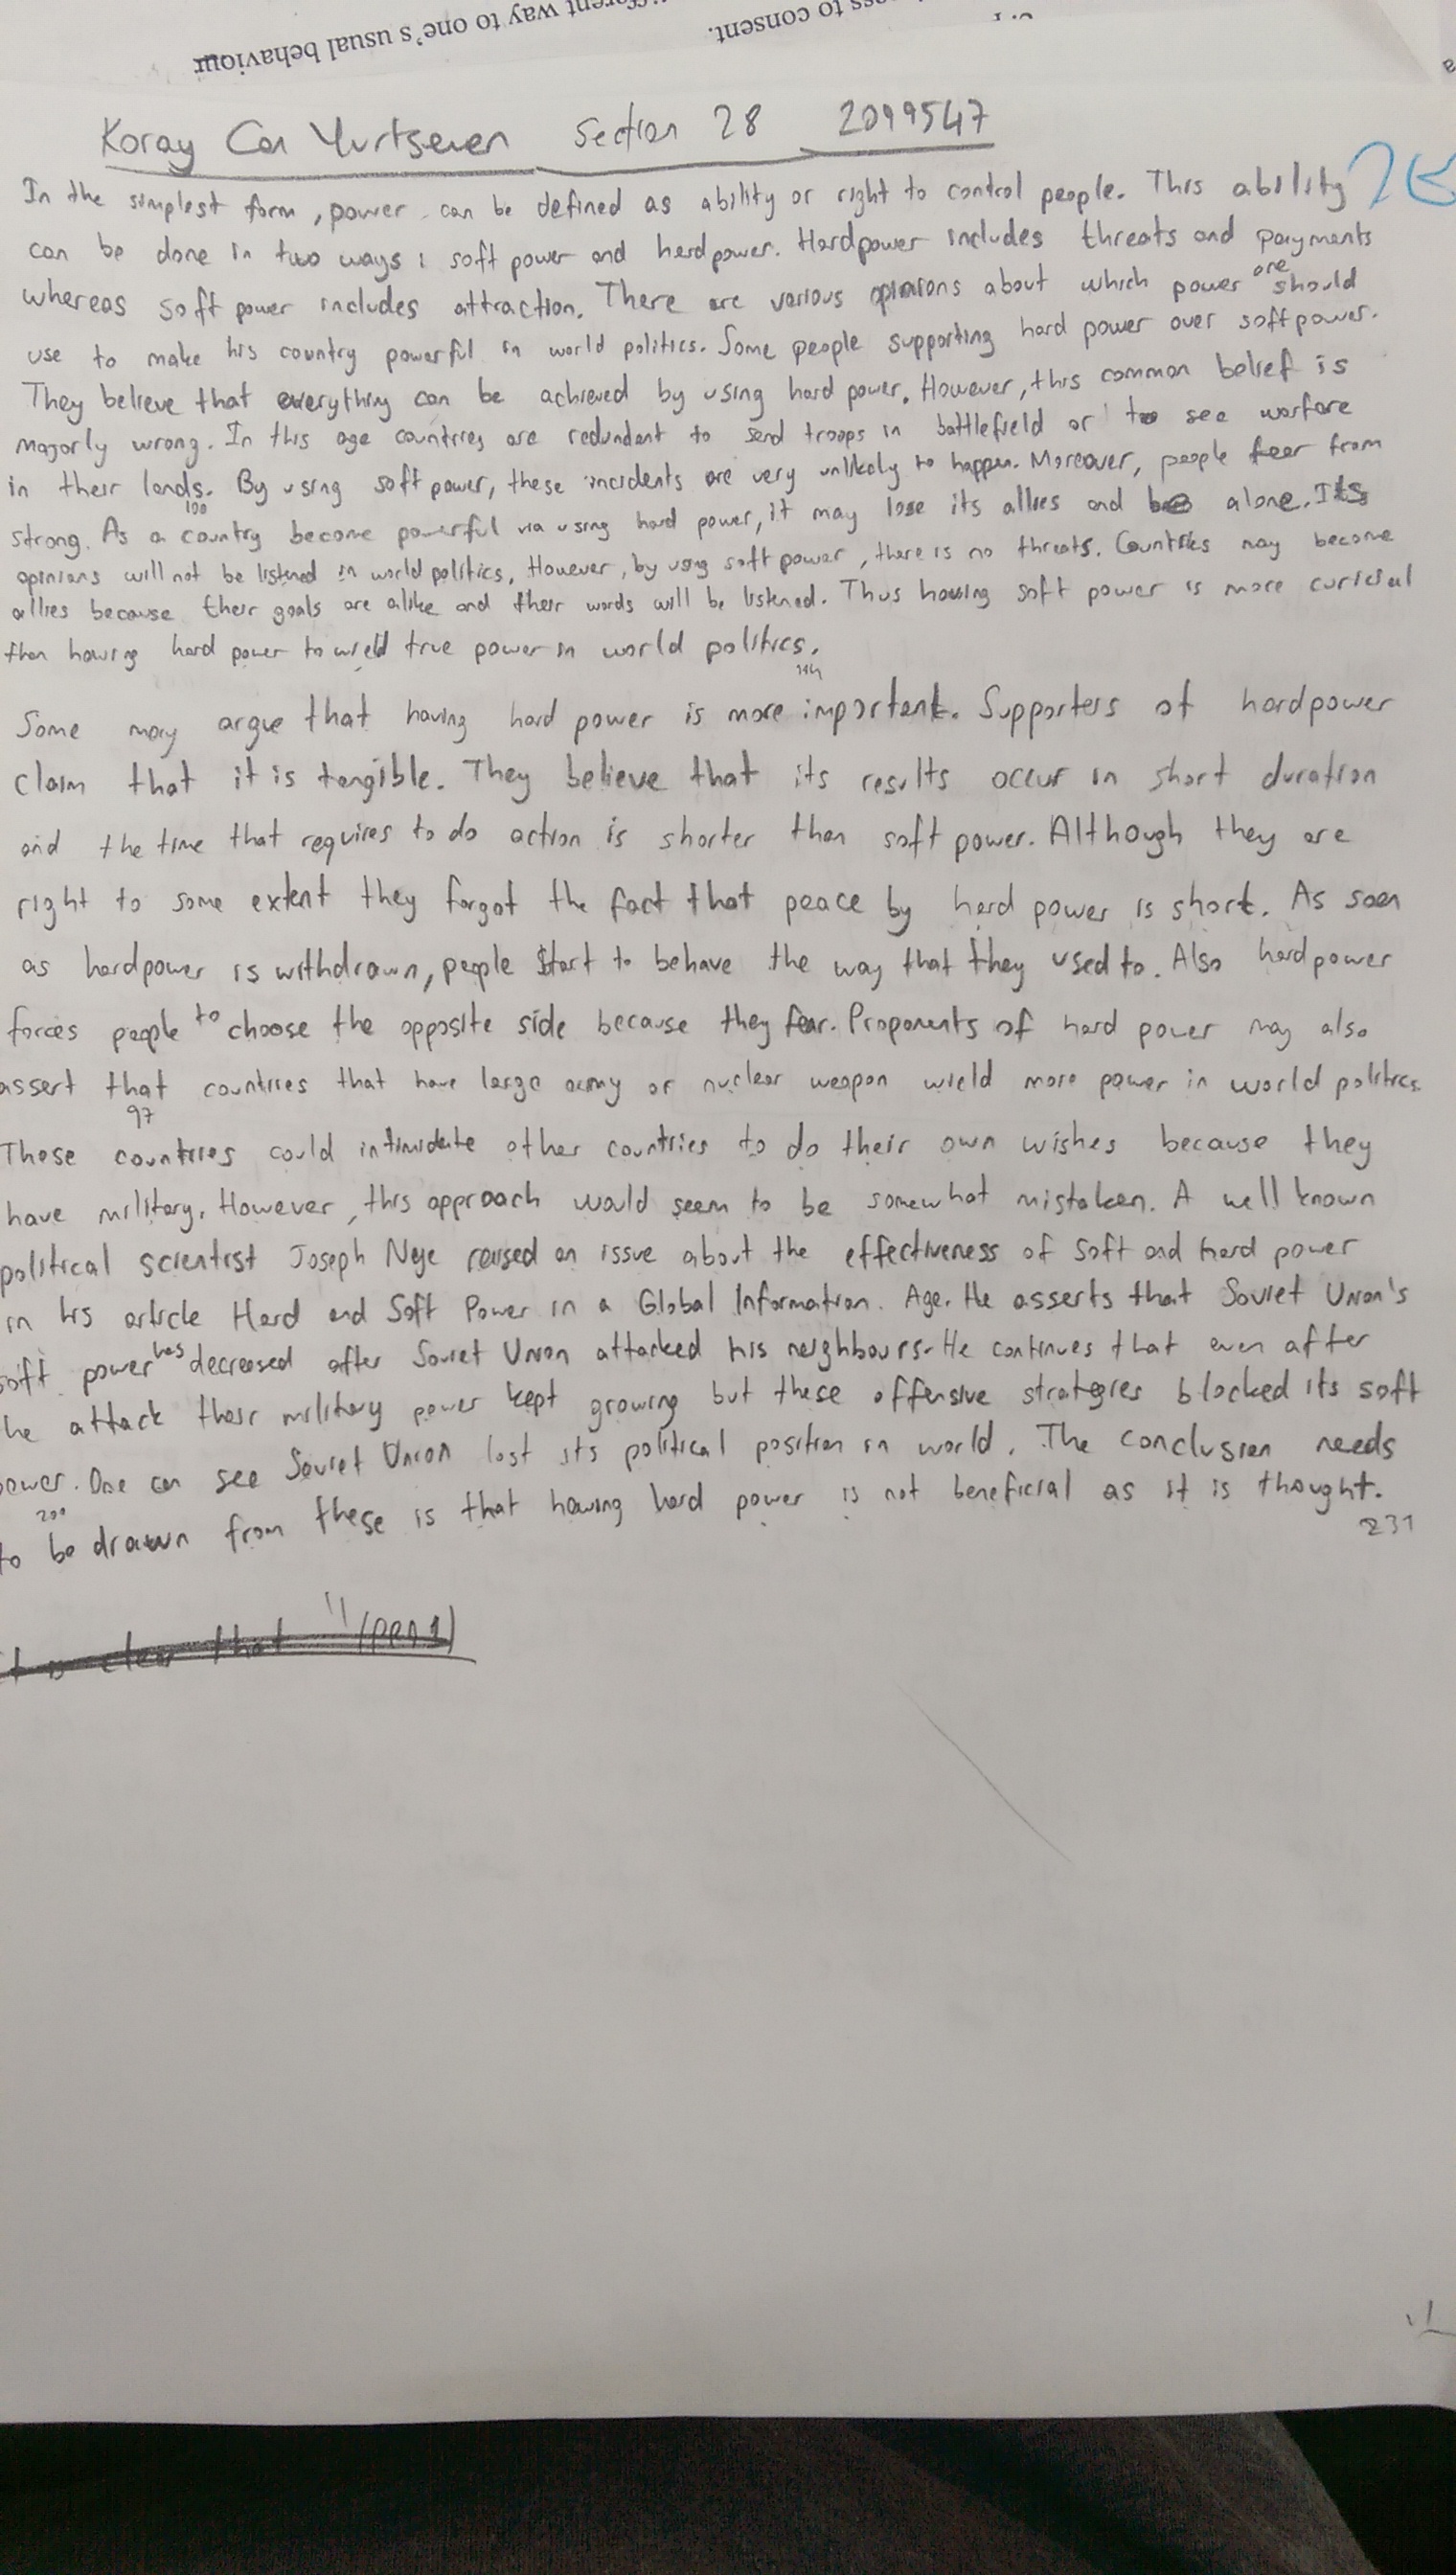 different way to one's usual behaviour
ess to consent.
Koray Can Yurtseven Section 28 2099547
In the simplest form, power can be defined as ability or right to control people. This ability
can be done in two ways: soft power and hardpower. Hardpower includes threats and payments
whereas soft power includes attraction. There are various opinions about which power one should
use to make his country powerful in world politics. Some people supporting hard power over softpower.
They believe that everything can be achieved by using hard power. However, this common belief is
majorly wrong. In this age countries are redundant to send troops in battlefield or to see warfare
in their lands. By using soft power, these incidents are very unlikely to happen. Moreover, people fear from
100
strong. As a country become powerful via using hard power, it may lose its allies and be alone. Its
opinions will not be listened in world politics. However, by using soft power, there is no threats. Countries may become
allies because their goals are alike and their words will be listened. Thus having soft power is more curicial
than having hard power to wield true power in world politics.
Some may argue that having hard power is more important. Supporters of hardpower
claim that it is tangible. They believe that its results occur in short duration
and the time that requires to do action is shorter than soft power. Although they are
right to some extent they forgot the fact that peace by hard power is short. As soon
as hardpower is withdrawn, people start to behave the way that they used to. Also hardpower
forces people to choose the opposite side because they fear. Proponents of hard power may also
assert that countries that have large army or nuclear weapon wield more power in world politics.
97
These countries could intimidate other countries to do their own wishes because they
have military. However, this approach would seem to be somewhat mistaken. A well known
political scientist Joseph Nye raised an issue about the effectiveness of soft and hard power
in his article Hard and Soft Power in a Global Information Age. He asserts that Soviet Union's
soft power has decreased after Soviet Union attacked his neighbours. He continues that even after
the attack their military power kept growing but these offensive strategies blocked its soft
power. One can see Soviet Union lost its political position in world. The conclusion needs
200
to be drawn from these is that having hard power is not beneficial as it is thought.
231
It is clear that